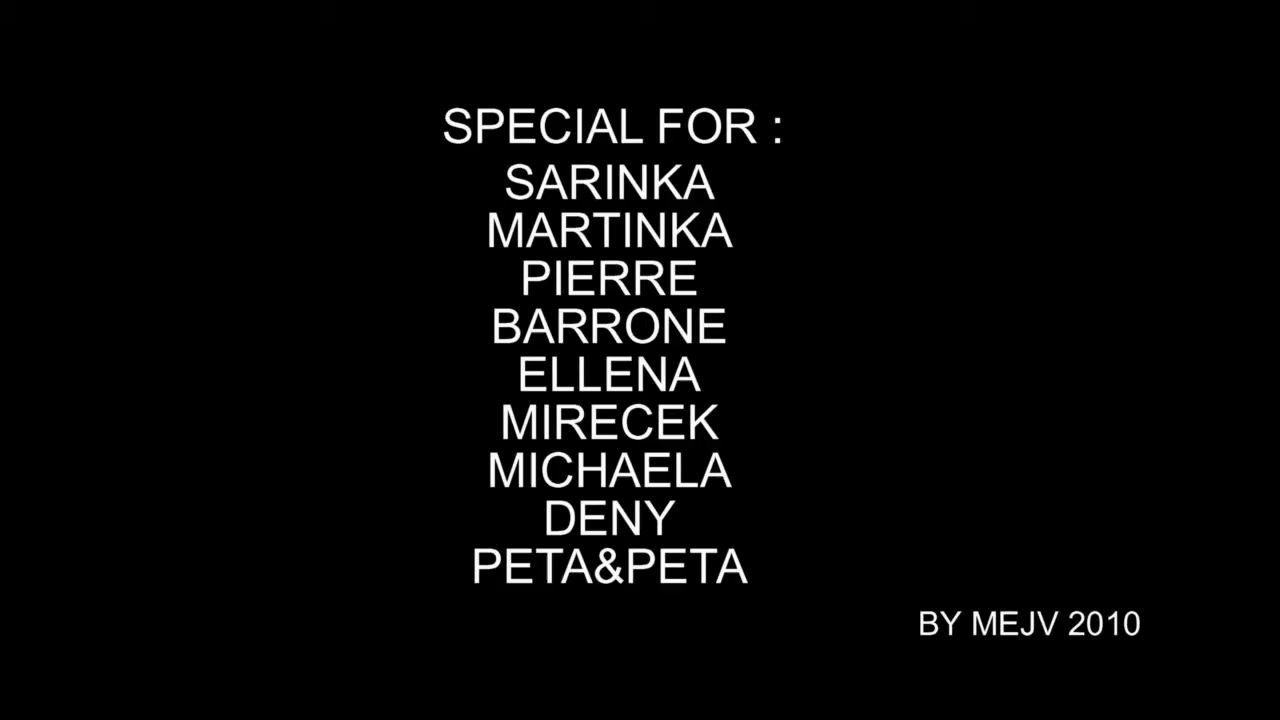 SPECIAL FOR :
SARINKA
MARTINKA
PIERRE
BARRONE
ELLENA
MIRECEK
MICHAELA
DENY
PETA&PETA
BY MEJV 2010